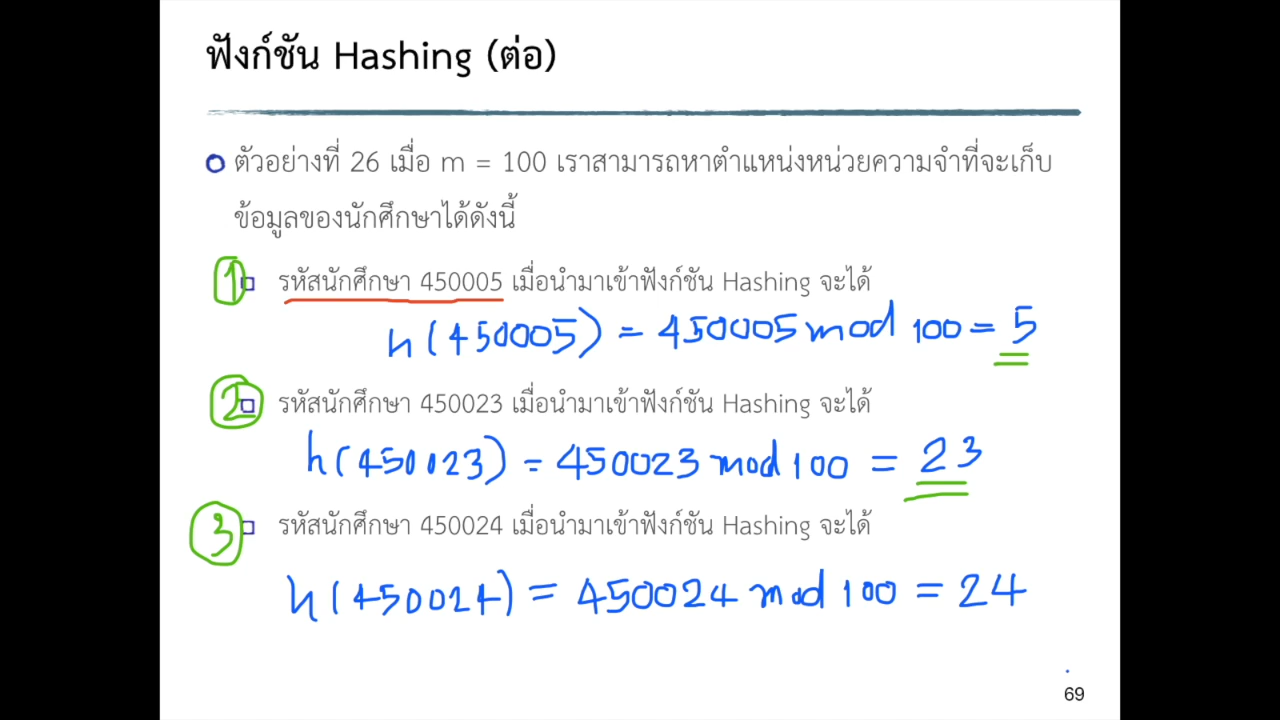 ฟังก์ชัน Hashing (ต่อ)
ตัวอย่างที่ 26 เมื่อ m = 100 เราสามารถหาตำแหน่งหน่วยความจำที่จะเก็บ
ข้อมูลของนักศึกษาได้ดังนี้
1 รหัสนักศึกษา 450005 เมื่อนำมาเข้าฟังก์ชัน Hashing จะได้
h(450005) = 450005 mod 100 = 5
2 รหัสนักศึกษา 450023 เมื่อนำมาเข้าฟังก์ชัน Hashing จะได้
h(450023) = 450023 mod 100 = 23
3 รหัสนักศึกษา 450024 เมื่อนำมาเข้าฟังก์ชัน Hashing จะได้
h(450024) = 450024 mod 100 = 24
69